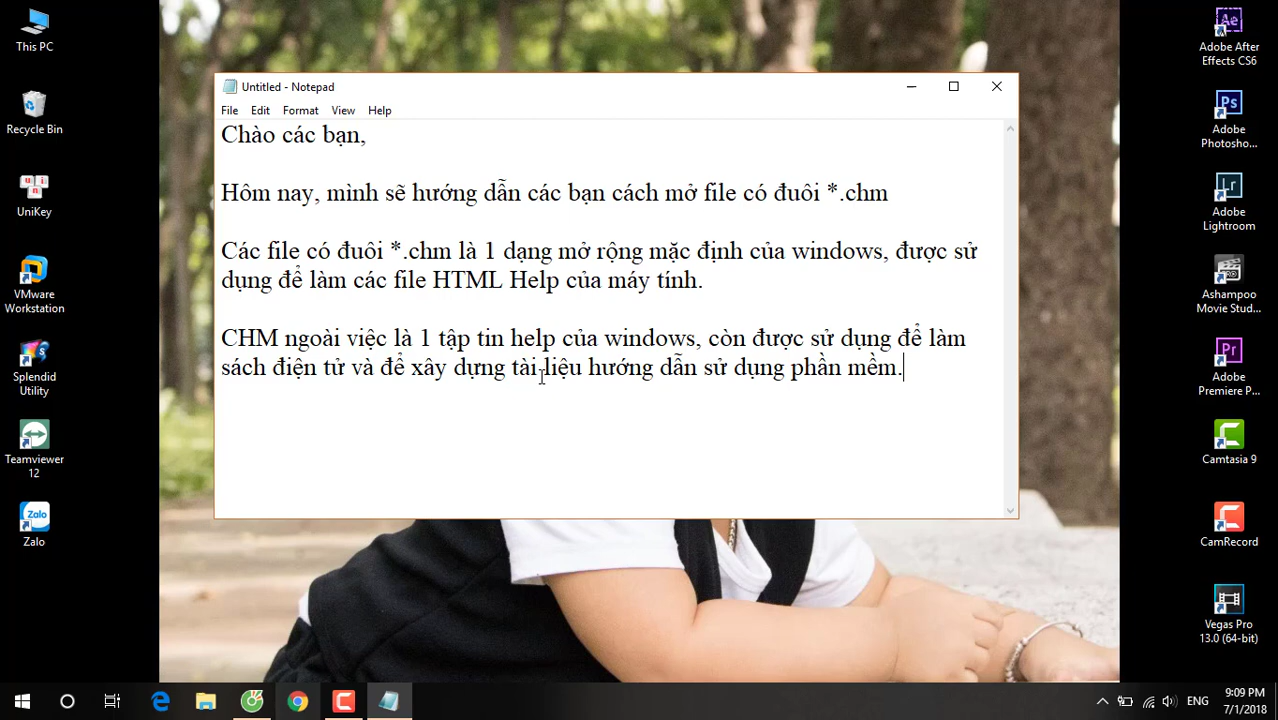 This PC
Recycle Bin
UniKey
VMware
Workstation
Splendid
Utility
Teamviewer
12
Zalo
Zalo
Untitled - Notepad
File Edit Format View Help
Chào các bạn,
Hôm nay, mình sẽ hướng dẫn các bạn cách mở file có đuôi *.chm
Các file có đuôi *.chm là 1 dạng mở rộng mặc định của windows, được sử
dụng để làm các file HTML Help của máy tính.
CHM ngoài việc là 1 tập tin help của windows, còn được sử dụng để làm
sách điện tử và để xây dựng tài liệu hướng dẫn sử dụng phần mềm.
Ae
Adobe After
Effects CS6
Ps
Adobe
Photosho...
Lr
Adobe
Lightroom
Ashampoo
Movie Stud...
Pr
Adobe
Premiere P...
Camtasia 9
CamRecord
Vegas Pro
13.0 (64-bit)
ENG
9:09 PM
7/1/2018